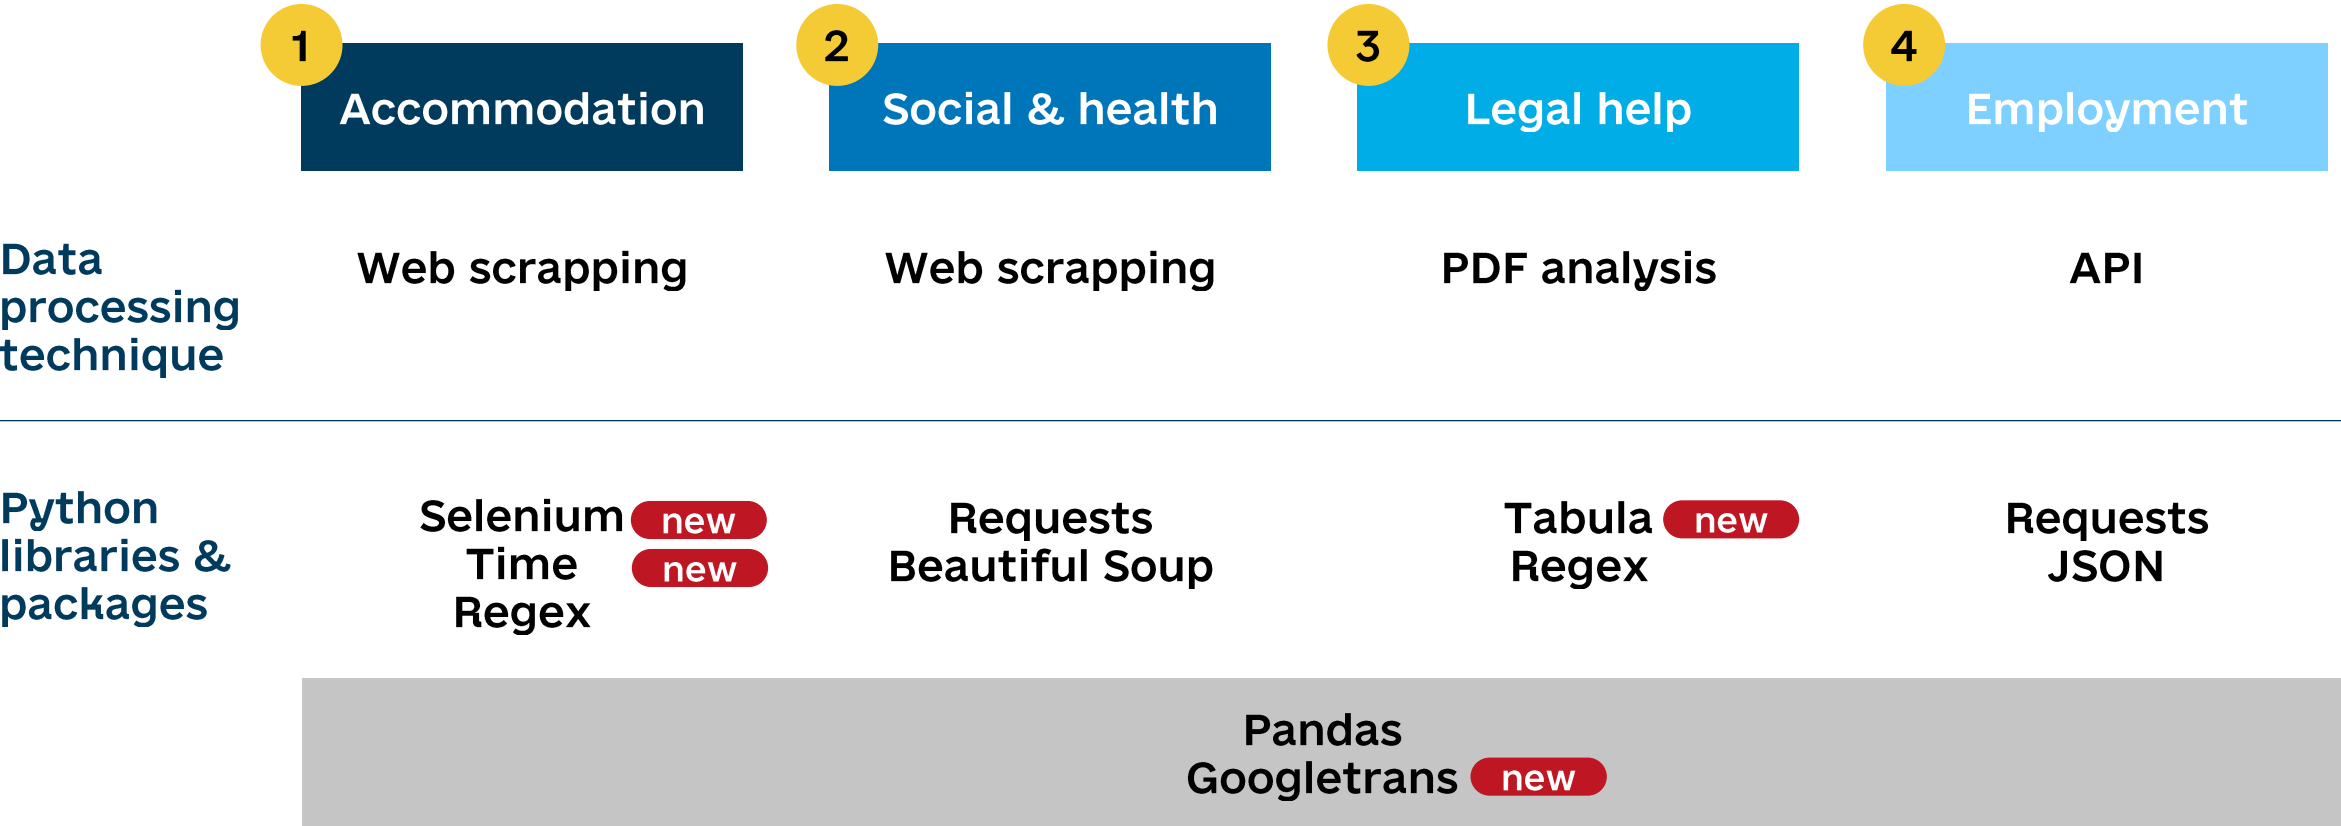 1 2 3 4
Accommodation Social & health Legal help Employment
Data
processing
technique
Web scrapping Web scrapping PDF analysis API
Python
libraries &
packages
Selenium new
Time new
Regex
Requests
Beautiful Soup
Tabula new
Regex
Requests
JSON
Pandas
Googletrans new